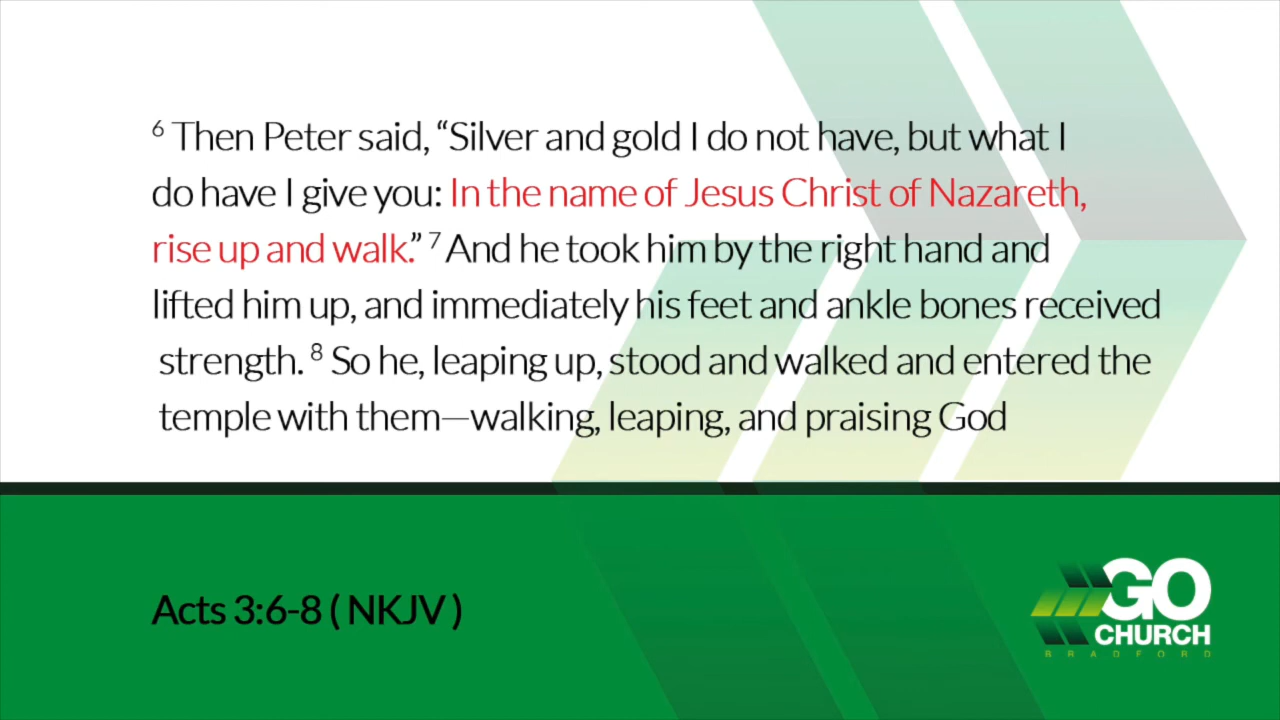 6 Then Peter said, “Silver and gold I do not have, but what I
do have I give you: In the name of Jesus Christ of Nazareth,
rise up and walk.” 7 And he took him by the right hand and
lifted him up, and immediately his feet and ankle bones received
strength. 8 So he, leaping up, stood and walked and entered the
temple with them—walking, leaping, and praising God
Acts 3:6-8 ( NKJV )
GO
CHURCH
BRADFORD